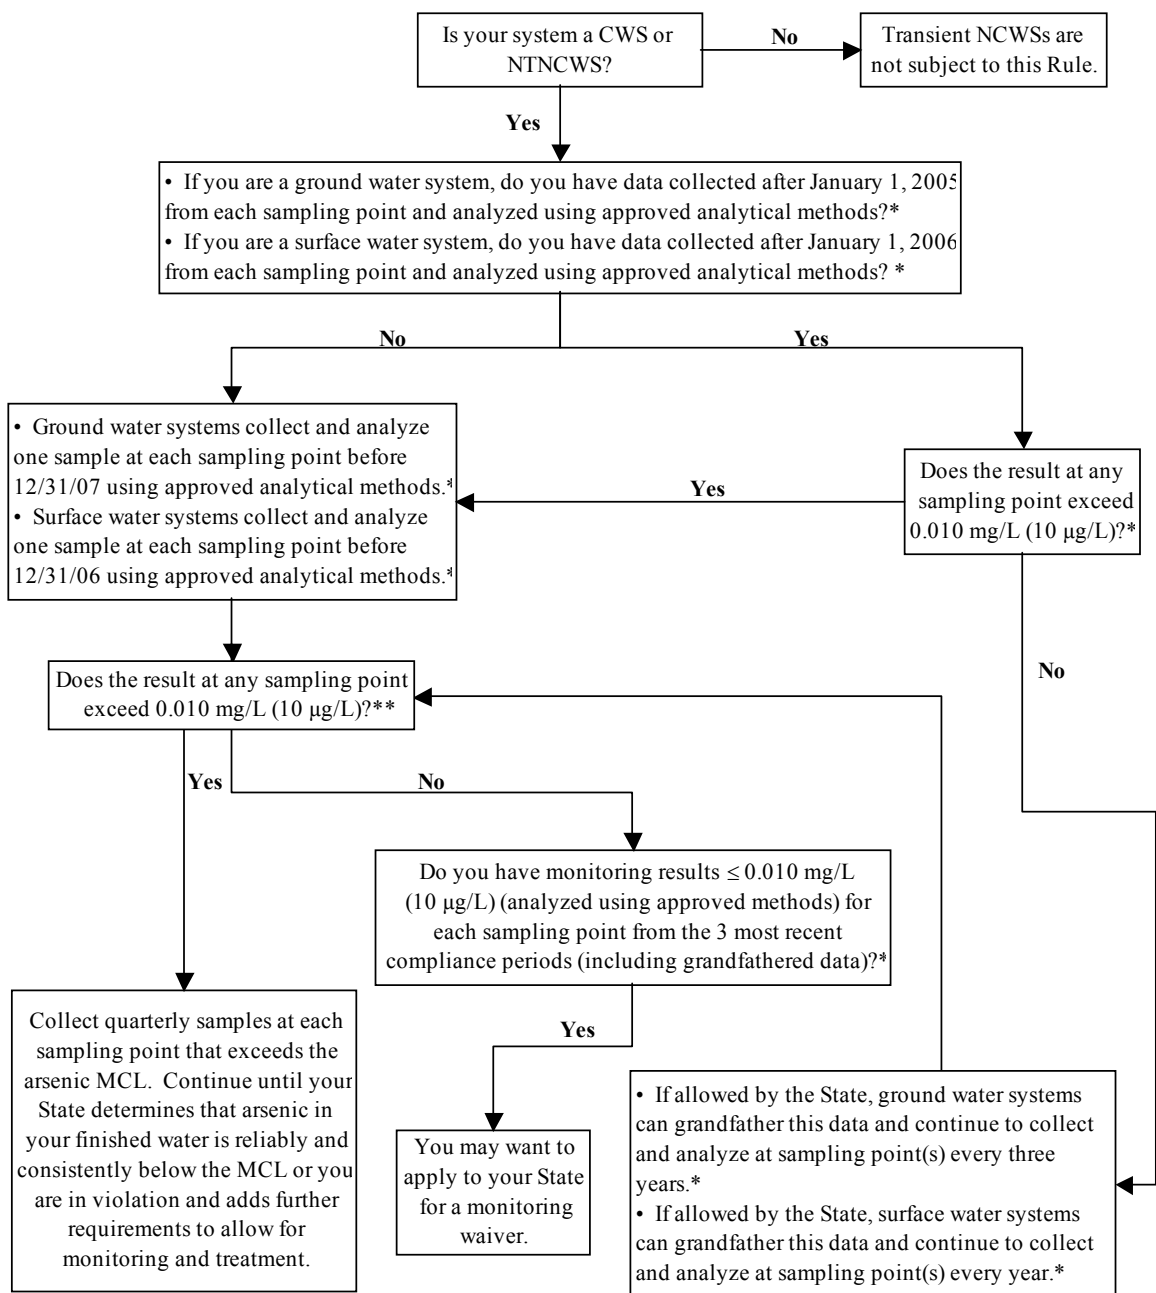 Is your system a CWS or
NTNCWS?
No
Transient NCWSs are
not subject to this Rule.
Yes
• If you are a ground water system, do you have data collected after January 1, 2005
from each sampling point and analyzed using approved analytical methods?*
• If you are a surface water system, do you have data collected after January 1, 2006
from each sampling point and analyzed using approved analytical methods? *
No
Yes
• Ground water systems collect and analyze
one sample at each sampling point before
12/31/07 using approved analytical methods.*
• Surface water systems collect and analyze
one sample at each sampling point before
12/31/06 using approved analytical methods.*
Yes
Does the result at any
sampling point exceed
0.010 mg/L (10 µg/L)?*
No
Does the result at any sampling point
exceed 0.010 mg/L (10 µg/L)?**
Yes
No
Do you have monitoring results ≤ 0.010 mg/L
(10 µg/L) (analyzed using approved methods) for
each sampling point from the 3 most recent
compliance periods (including grandfathered data)?*
Yes
Collect quarterly samples at each
sampling point that exceeds the
arsenic MCL. Continue until your
State determines that arsenic in
your finished water is reliably and
consistently below the MCL or you
are in violation and adds further
requirements to allow for
monitoring and treatment.
You may want to
apply to your State
for a monitoring
waiver.
• If allowed by the State, ground water systems
can grandfather this data and continue to collect
and analyze at sampling point(s) every three
years.*
• If allowed by the State, surface water systems
can grandfather this data and continue to collect
and analyze at sampling point(s) every year.*